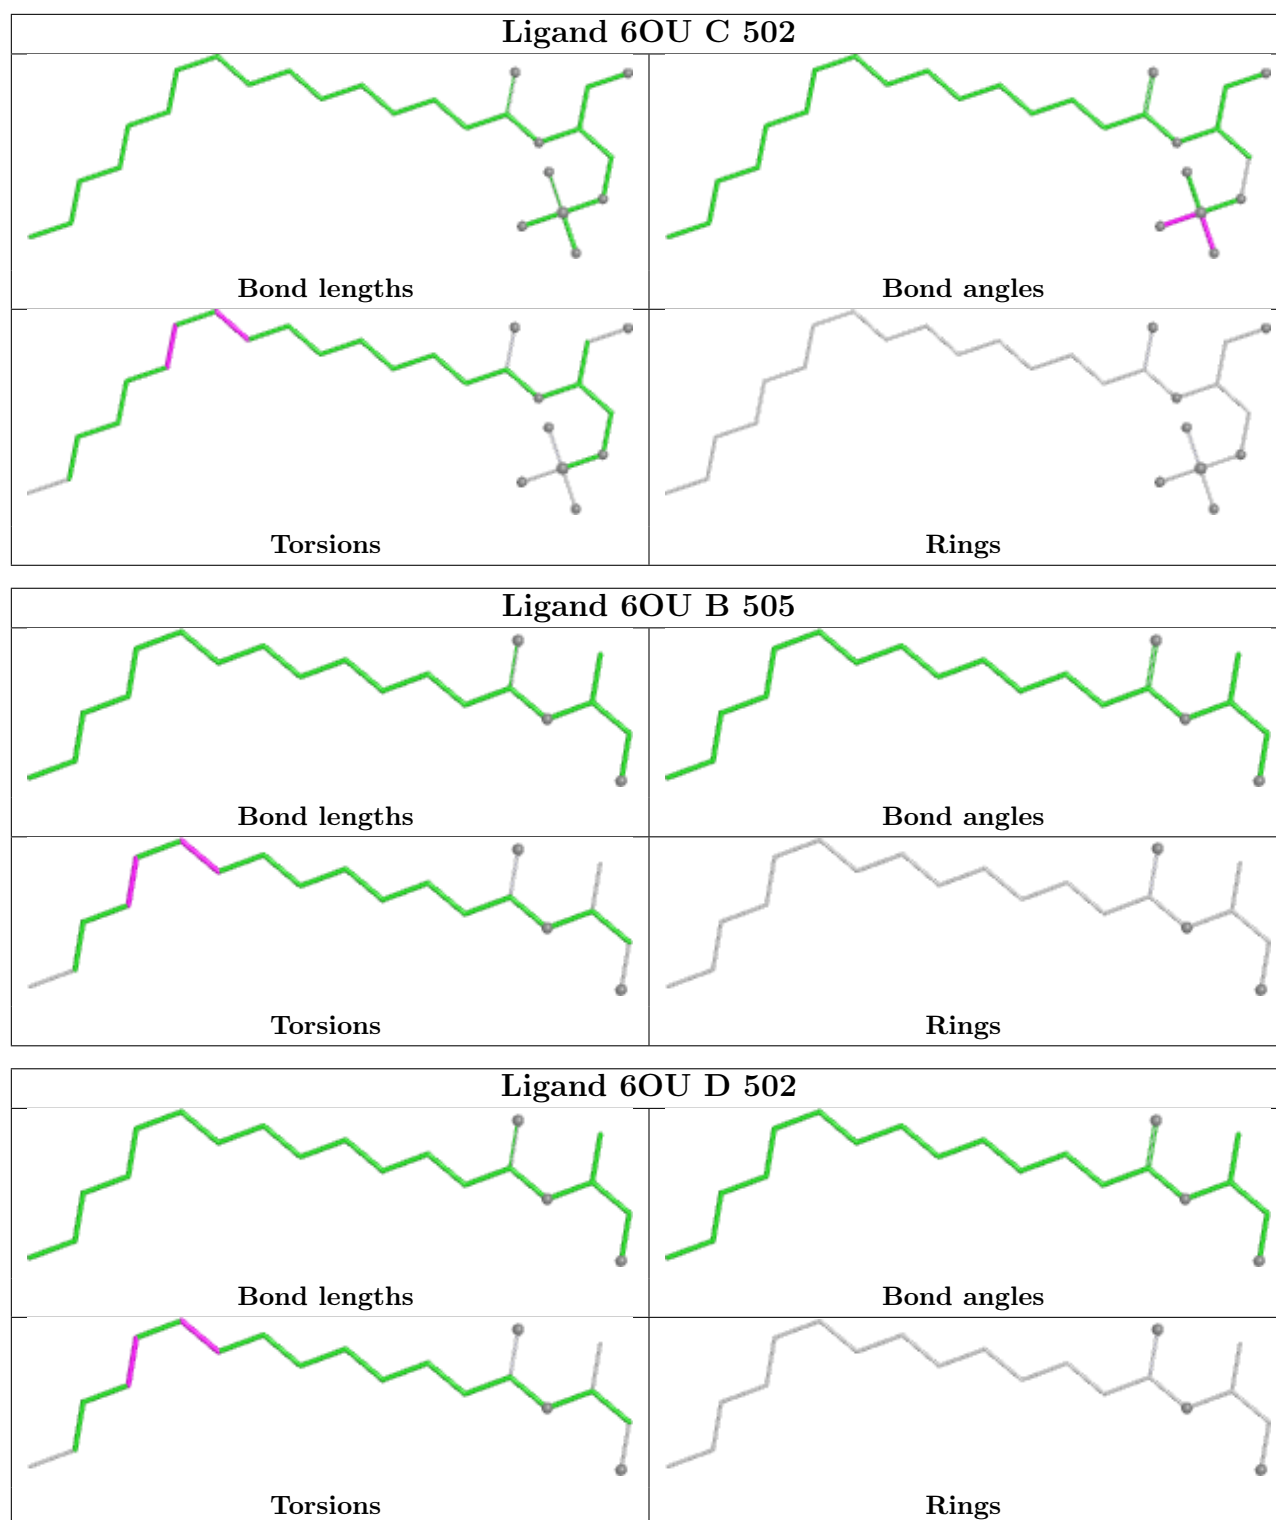 Ligand 6OU C 502
Bond lengths
Bond angles
Torsions
Rings
Ligand 6OU B 505
Bond lengths
Bond angles
Torsions
Rings
Ligand 6OU D 502
Bond lengths
Bond angles
Torsions
Rings